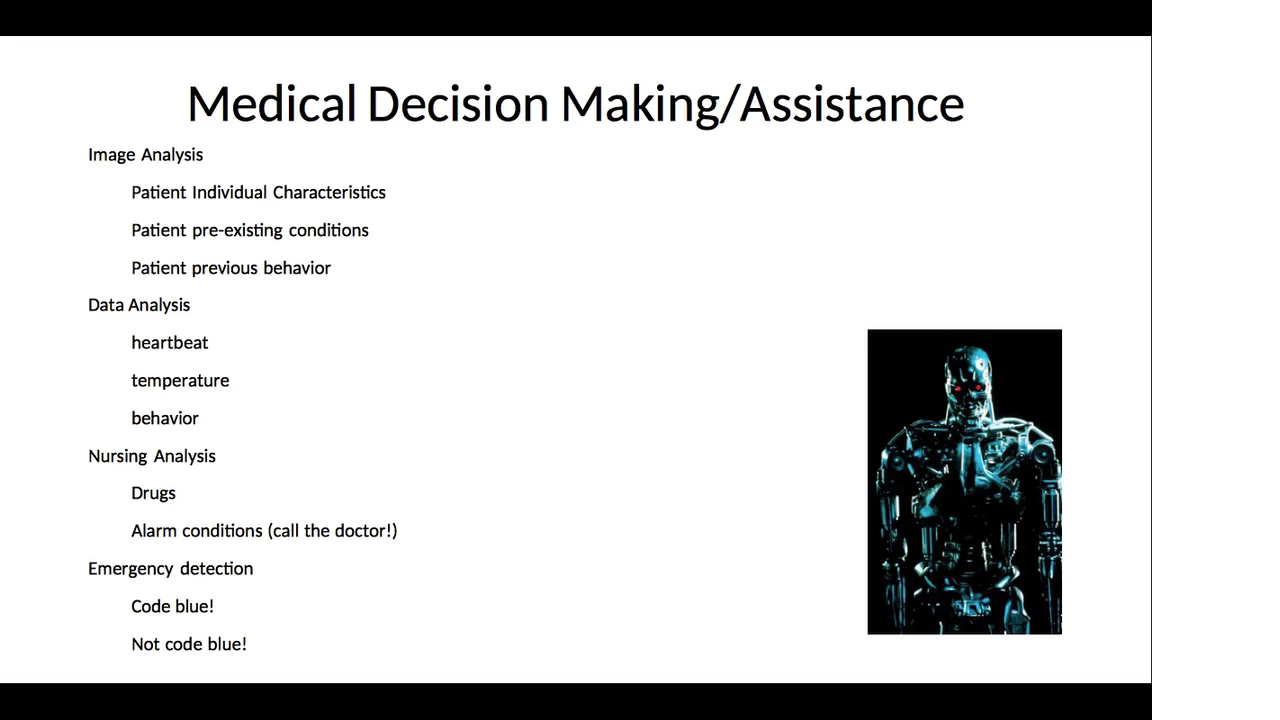 Medical Decision Making/Assistance
Image Analysis
Patient Individual Characteristics
Patient pre-existing conditions
Patient previous behavior
Data Analysis
heartbeat
temperature
behavior
Nursing Analysis
Drugs
Alarm conditions (call the doctor!)
Emergency detection
Code blue!
Not code blue!